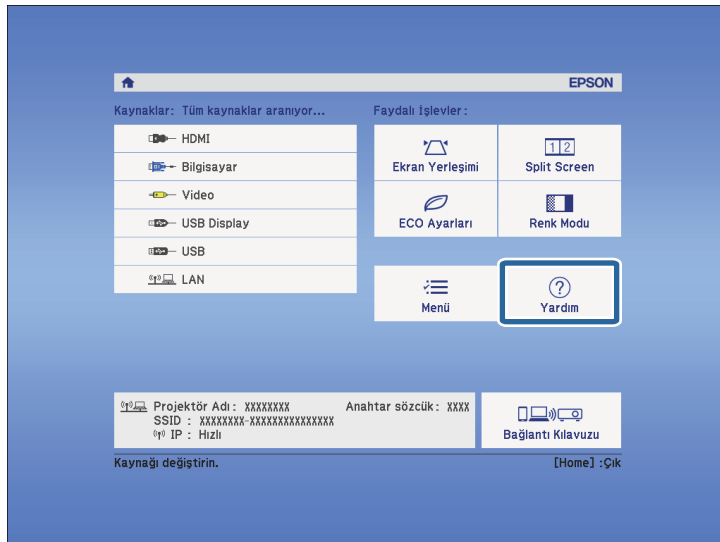 EPSON
Kaynaklar: Tüm kaynaklar aranıyor...
HDMI
Bilgisayar
Video
USB Display
USB
LAN
Faydalı İşlevler:
Ekran Yerleşimi
1 2
Split Screen
ECO Ayarları
Renk Modu
Menü
?
Yardım
Projektör Adı: XXXXXXXX Anahtar sözcük: XXXX
SSID : XXXXXXXX-XXXXXXXXXXXXXXX
IP : Hızlı
Bağlantı Kılavuzu
Kaynağı değiştirin. [Home] :Çık